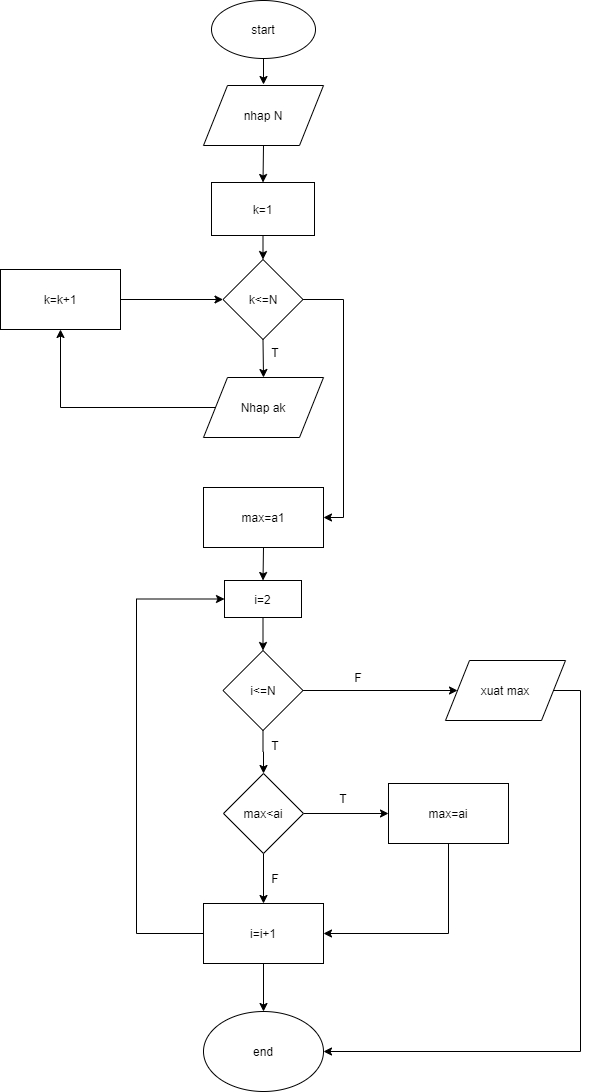 start
nhap N
k=1
k=k+1
k<=N
T
Nhap ak
max=a1
i=2
i<=N
F
xuat max
T
max<ai
T
max=ai
F
i=i+1
end